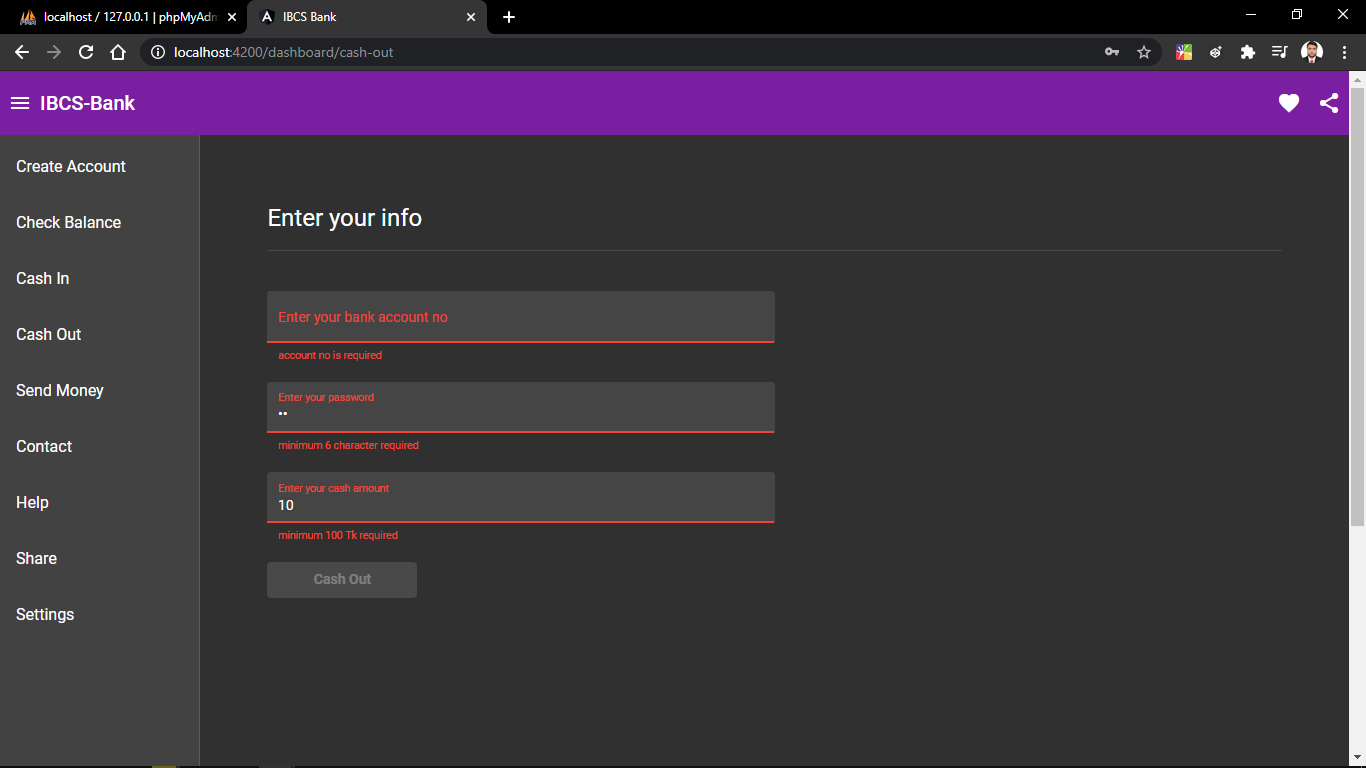 localhost / 127.0.0.1 | phpMyAdm
IBCS Bank
localhost:4200/dashboard/cash-out
IBCS-Bank
Create Account
Check Balance
Cash In
Cash Out
Send Money
Contact
Help
Share
Settings
Enter your info
Enter your bank account no
account no is required
Enter your password
••
minimum 6 character required
Enter your cash amount
10
minimum 100 Tk required
Cash Out